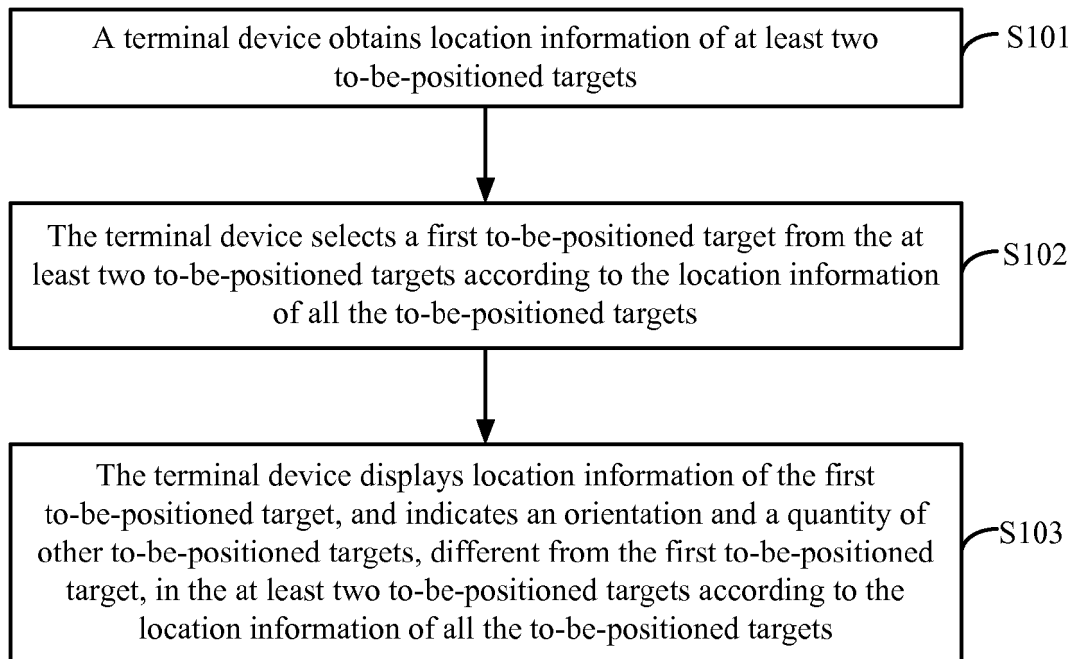 A terminal device obtains location information of at least two
to-be-positioned targets
S101
The terminal device selects a first to-be-positioned target from the at
least two to-be-positioned targets according to the location information
of all the to-be-positioned targets
S102
The terminal device displays location information of the first
to-be-positioned target, and indicates an orientation and a quantity of
other to-be-positioned targets, different from the first to-be-positioned
target, in the at least two to-be-positioned targets according to the
location information of all the to-be-positioned targets
S103